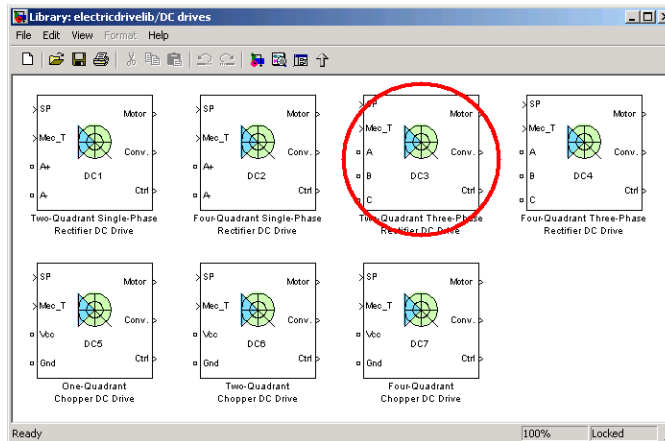 Library: electricdrivelib/DC drives
File Edit View Format Help
SP Motor
Mec_T
A+ Conv.
DC1
A- Ctrl
Two-Quadrant Single-Phase
Rectifier DC Drive
SP Motor
Mec_T
A+ Conv.
DC2
A- Ctrl
Four-Quadrant Single-Phase
Rectifier DC Drive
SP Motor
Mec_T
A Conv.
B DC3
C Ctrl
Two-Quadrant Three-Phase
Rectifier DC Drive
SP Motor
Mec_T
A Conv.
B DC4
C Ctrl
Four-Quadrant Three-Phase
Rectifier DC Drive
SP Motor
Mec_T
Vcc Conv.
DC5
Gnd Ctrl
One-Quadrant
Chopper DC Drive
SP Motor
Mec_T
Vcc Conv.
DC6
Gnd Ctrl
Two-Quadrant
Chopper DC Drive
SP Motor
Mec_T
Vcc Conv.
DC7
Gnd Ctrl
Four-Quadrant
Chopper DC Drive
Ready 100% Locked